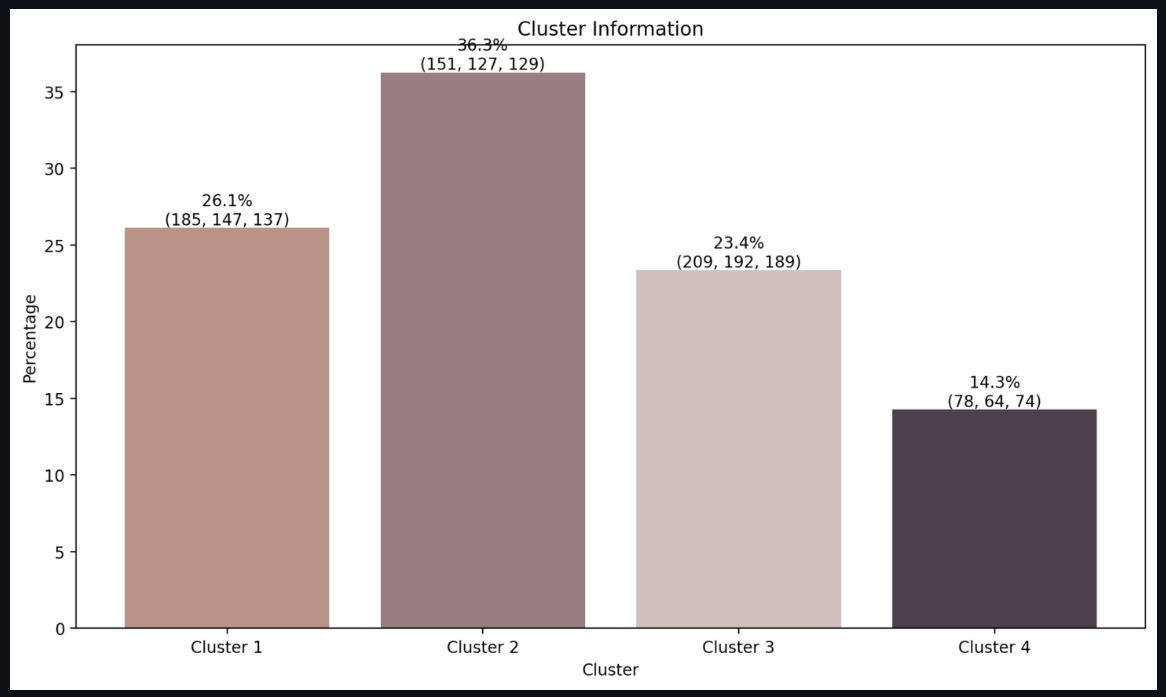 Cluster Information
36.3%
(151, 127, 129)
26.1%
(185, 147, 137)
23.4%
(209, 192, 189)
14.3%
(78, 64, 74)
Percentage
35
30
25
20
15
10
5
0
Cluster 1
Cluster 2
Cluster 3
Cluster 4
Cluster